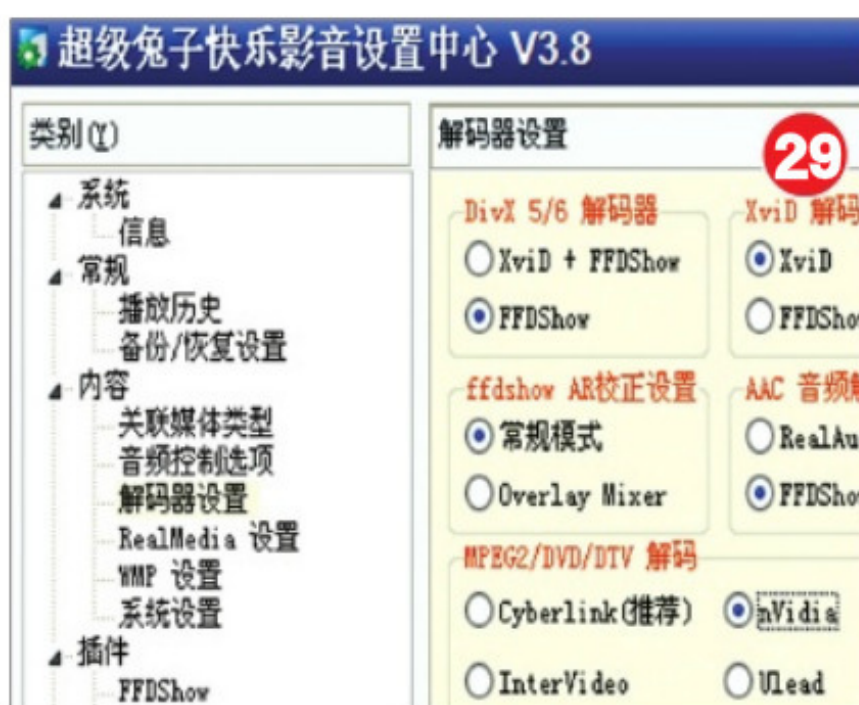 超级兔子快乐影音设置中心 V3.8
类别(Y)
系统
信息
常规
播放历史
备份/恢复设置
内容
关联媒体类型
音频控制选项
解码器设置
RealMedia 设置
WMP 设置
系统设置
插件
FFDShow
解码器设置
29
DivX 5/6 解码器
XviD + FFDShow
FFDShow
XviD 解码
XviD
FFDShow
ffdshow AR校正设置
常规模式
Overlay Mixer
AAC 音频解
RealAu
FFDShow
MPEG2/DVD/DTV 解码
Cyberlink(推荐) nVidia
InterVideo Ulead